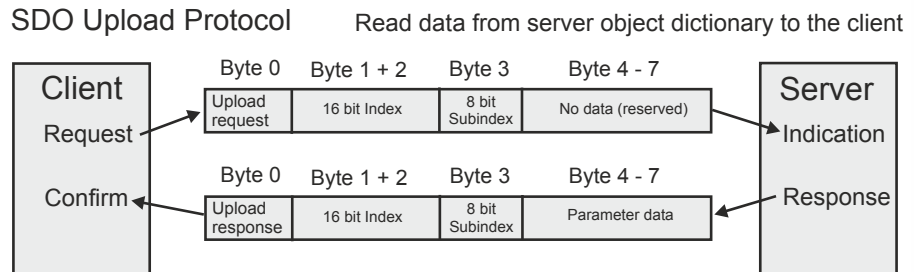 SDO Upload Protocol
Read data from server object dictionary to the client
Client
Server
Byte 0
Byte 1 + 2
Byte 3
Byte 4 - 7
Upload request
16 bit Index
8 bit Subindex
No data (reserved)
Request
Indication
Byte 0
Byte 1 + 2
Byte 3
Byte 4 - 7
Upload response
16 bit Index
8 bit Subindex
Parameter data
Confirm
Response